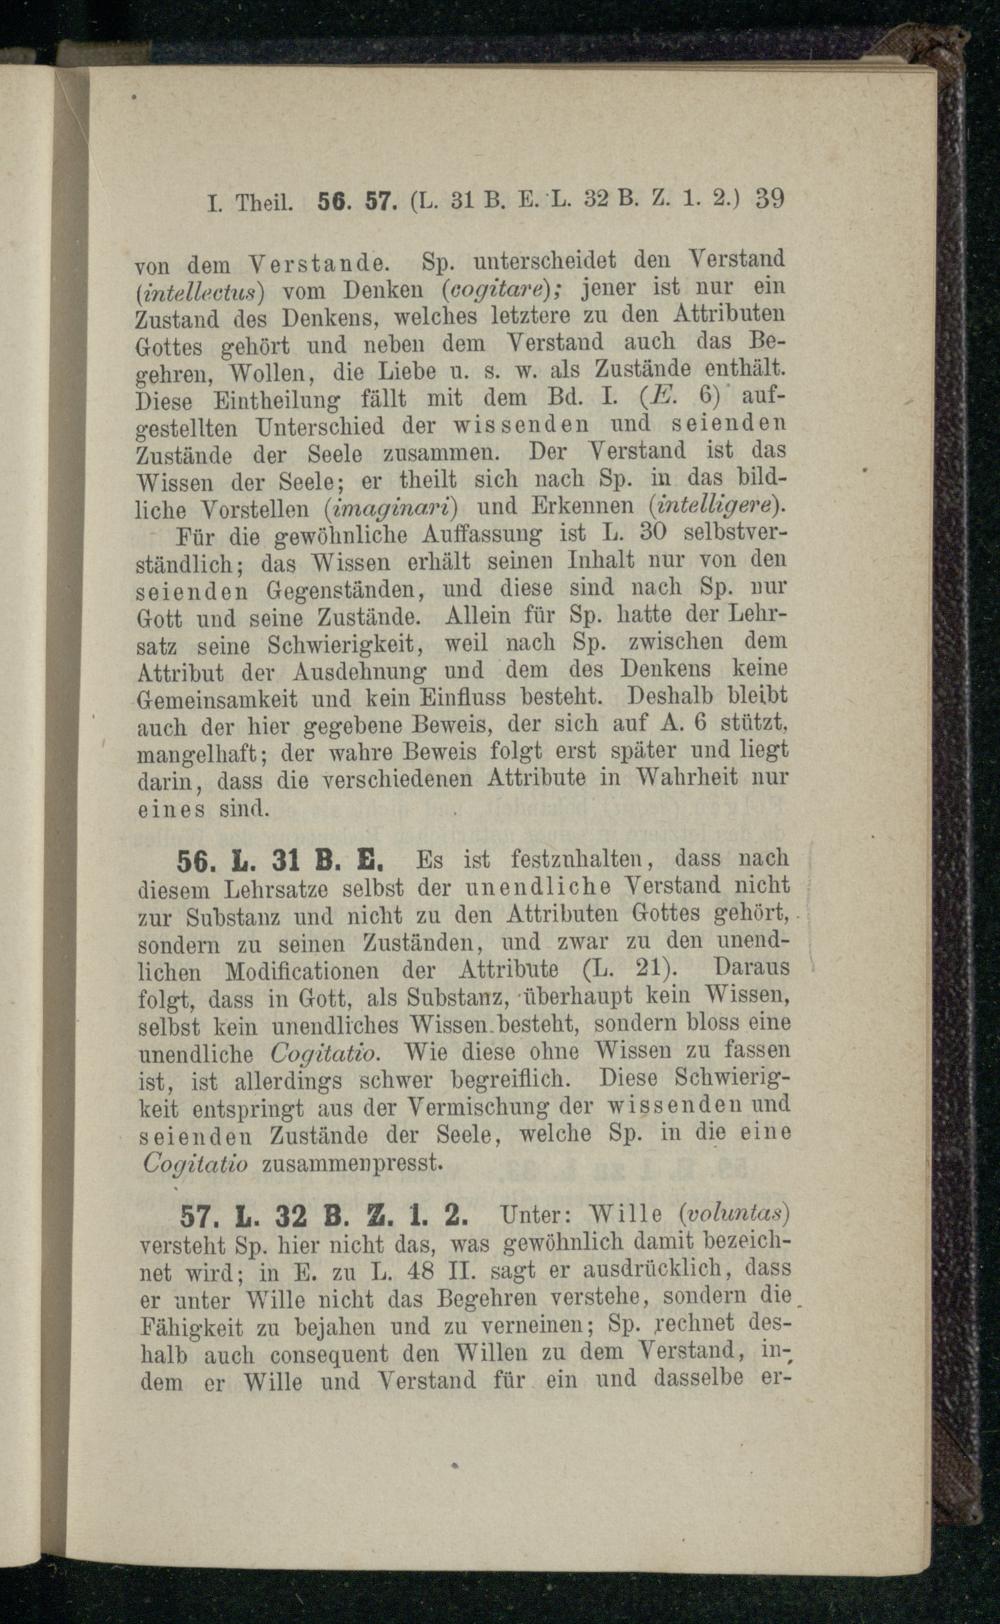 I. Theil. 56. 57. (L. 31 B. E. L. 32 B. Z. 1. 2.) 39
von dem Verstande. Sp. unterscheidet den Verstand
(intellectus) vom Denken (cogitare); jener ist nur ein
Zustand des Denkens, welches letztere zu den Attributen
Gottes gehört und neben dem Verstand auch das Be-
gehren, Wollen, die Liebe u. s. w. als Zustände enthält.
Diese Eintheilung fällt mit dem Bd. I. (E. 6) auf-
gestellten Unterschied der wissenden und seienden
Zustände der Seele zusammen. Der Verstand ist das
Wissen der Seele; er theilt sich nach Sp. in das bild-
liche Vorstellen (imaginari) und Erkennen (intelligere).
Für die gewöhnliche Auffassung ist L. 30 selbstver-
ständlich; das Wissen erhält seinen Inhalt nur von den
seienden Gegenständen, und diese sind nach Sp. nur
Gott und seine Zustände. Allein für Sp. hatte der Lehr-
satz seine Schwierigkeit, weil nach Sp. zwischen dem
Attribut der Ausdehnung und dem des Denkens keine
Gemeinsamkeit und kein Einfluss besteht. Deshalb bleibt
auch der hier gegebene Beweis, der sich auf A. 6 stützt,
mangelhaft; der wahre Beweis folgt erst später und liegt
darin, dass die verschiedenen Attribute in Wahrheit nur
eines sind.
56. L. 31 B. E. Es ist festzuhalten, dass nach
diesem Lehrsatze selbst der unendliche Verstand nicht
zur Substanz und nicht zu den Attributen Gottes gehört,
sondern zu seinen Zuständen, und zwar zu den unend-
lichen Modificationen der Attribute (L. 21). Daraus
folgt, dass in Gott, als Substanz, überhaupt kein Wissen,
selbst kein unendliches Wissen besteht, sondern bloss eine
unendliche Cogitatio. Wie diese ohne Wissen zu fassen
ist, ist allerdings schwer begreiflich. Diese Schwierig-
keit entspringt aus der Vermischung der wissenden und
seienden Zustände der Seele, welche Sp. in die eine
Cogitatio zusammenpresst.
57. L. 32 B. Z. 1. 2. Unter: Wille (voluntas)
versteht Sp. hier nicht das, was gewöhnlich damit bezeich-
net wird; in E. zu L. 48 II. sagt er ausdrücklich, dass
er unter Wille nicht das Begehren verstehe, sondern die
Fähigkeit zu bejahen und zu verneinen; Sp. rechnet des-
halb auch consequent den Willen zu dem Verstand, in-
dem er Wille und Verstand für ein und dasselbe er-